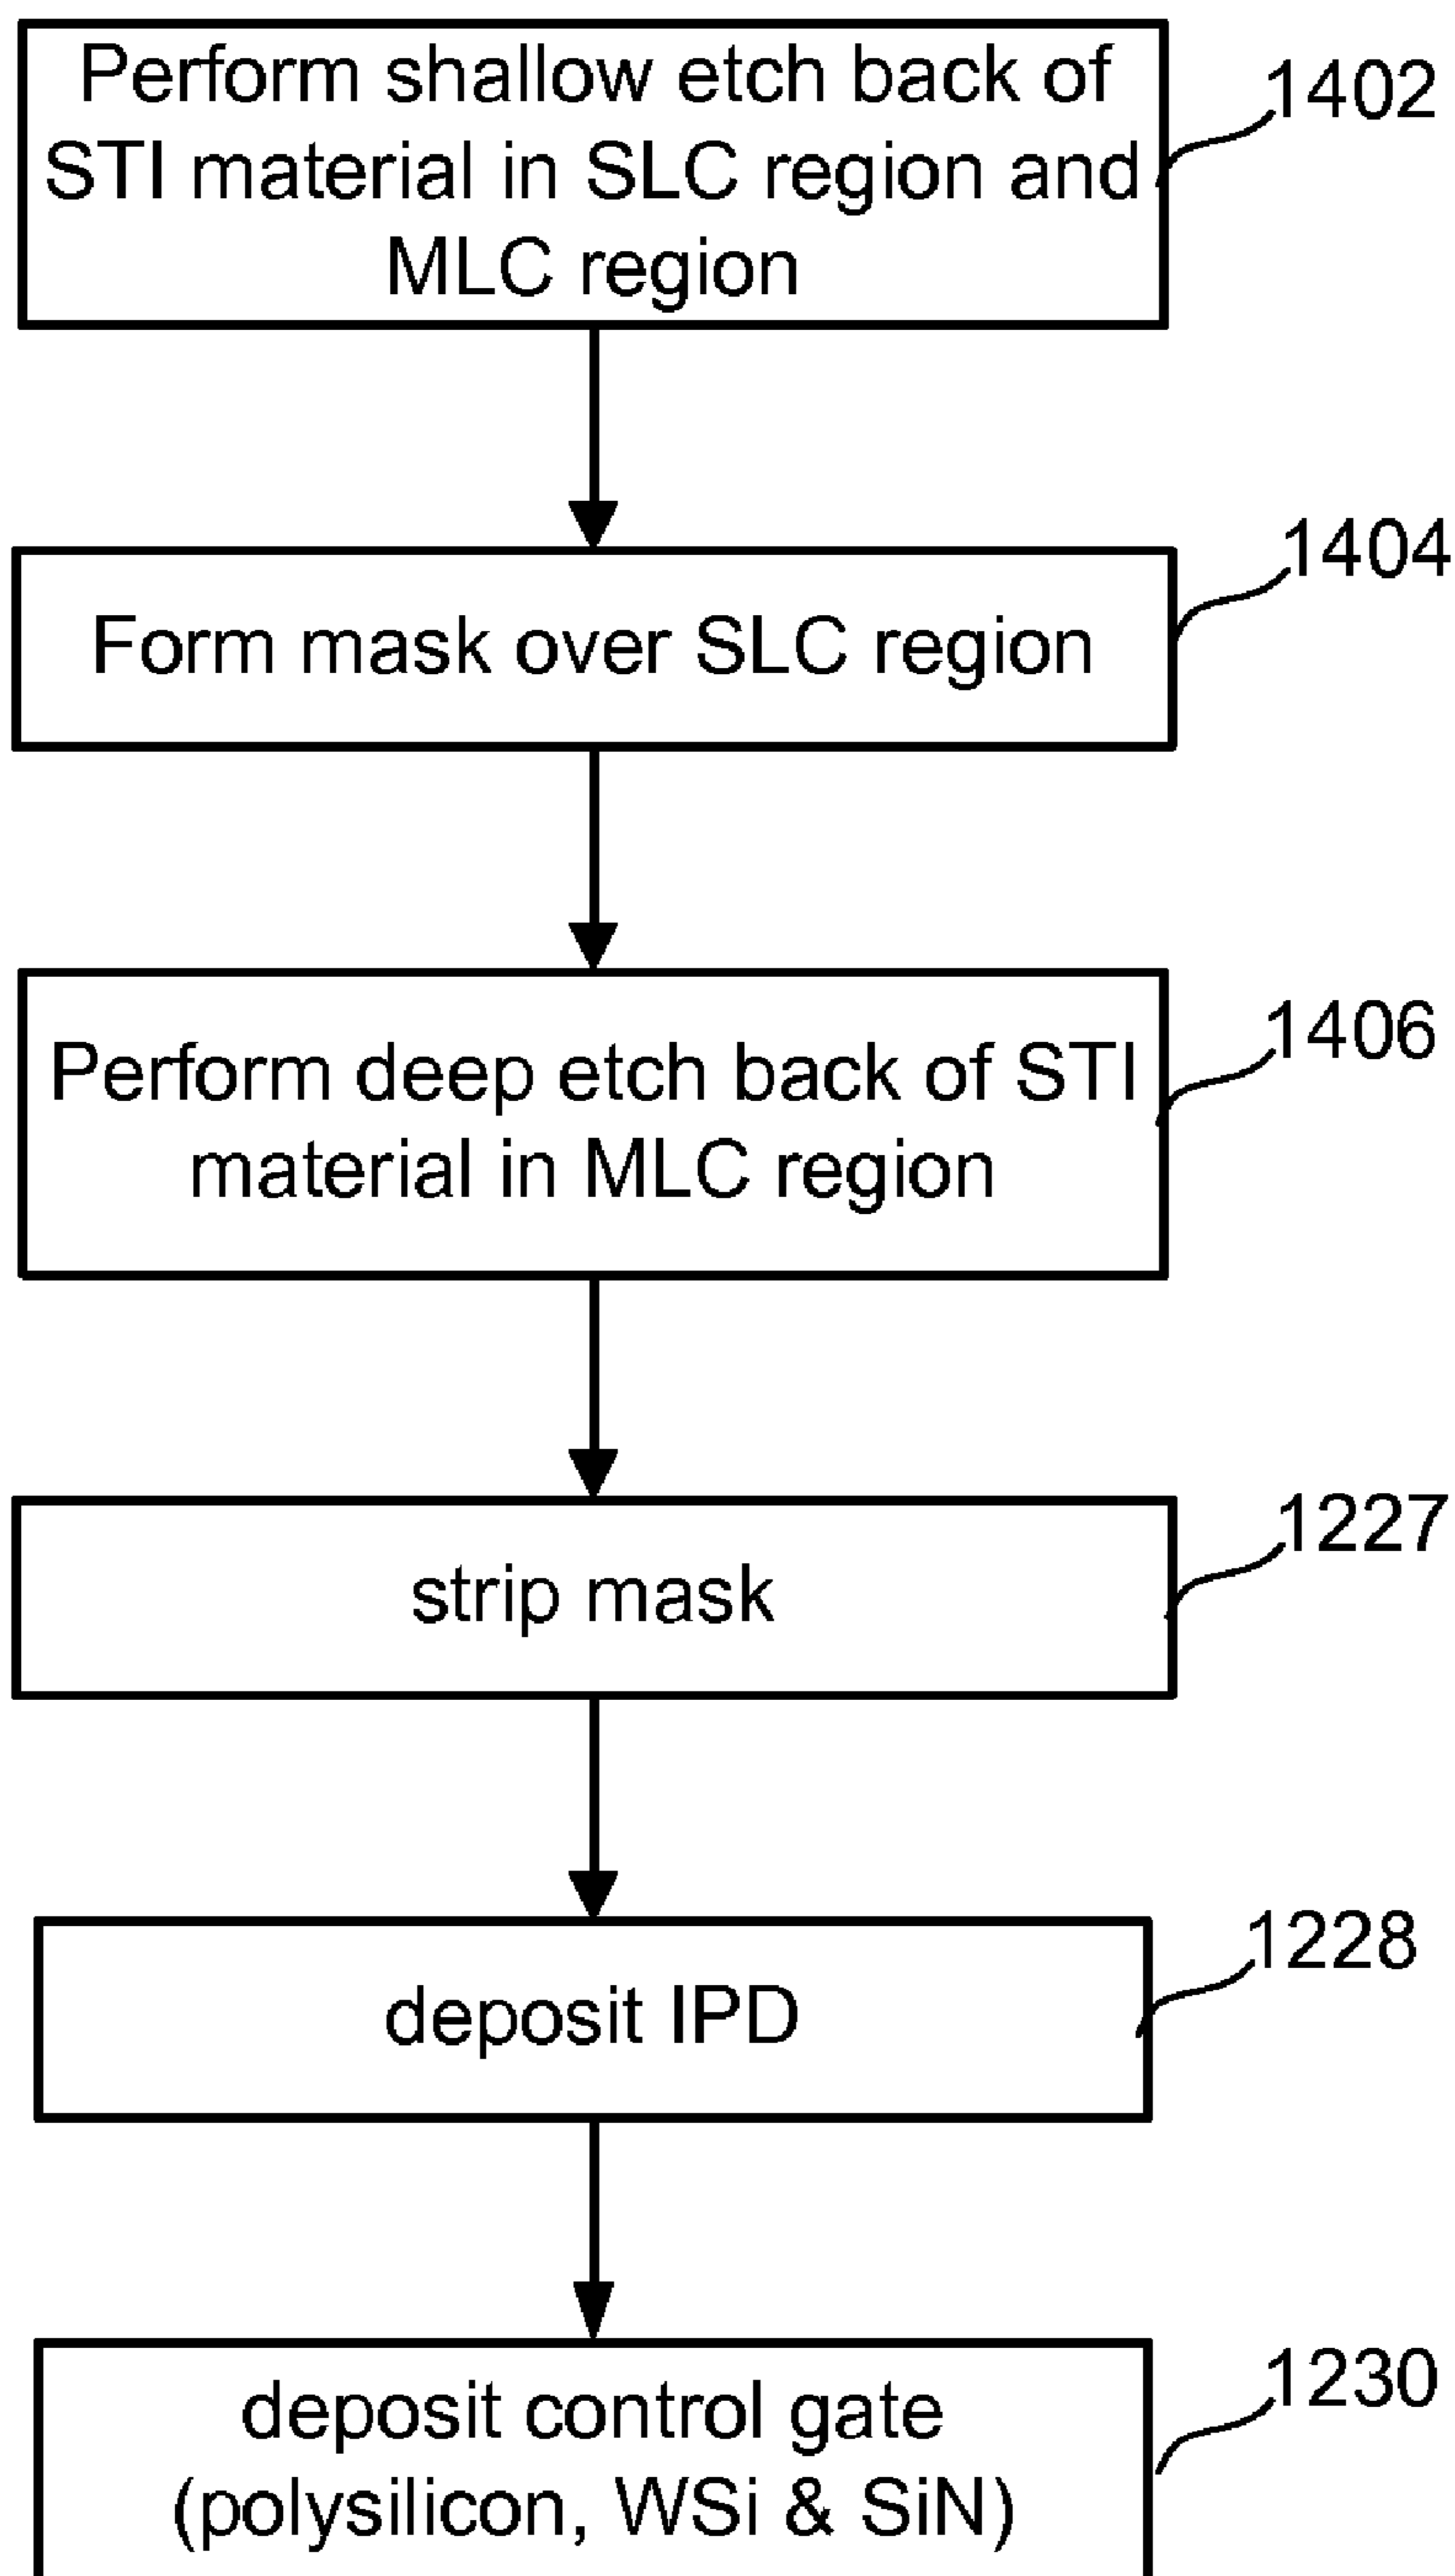 Perform shallow etch back of
STI material in SLC region and
MLC region
1402
Form mask over SLC region
1404
Perform deep etch back of STI
material in MLC region
1406
strip mask
1227
deposit IPD
1228
deposit control gate
(polysilicon, WSi & SiN)
1230